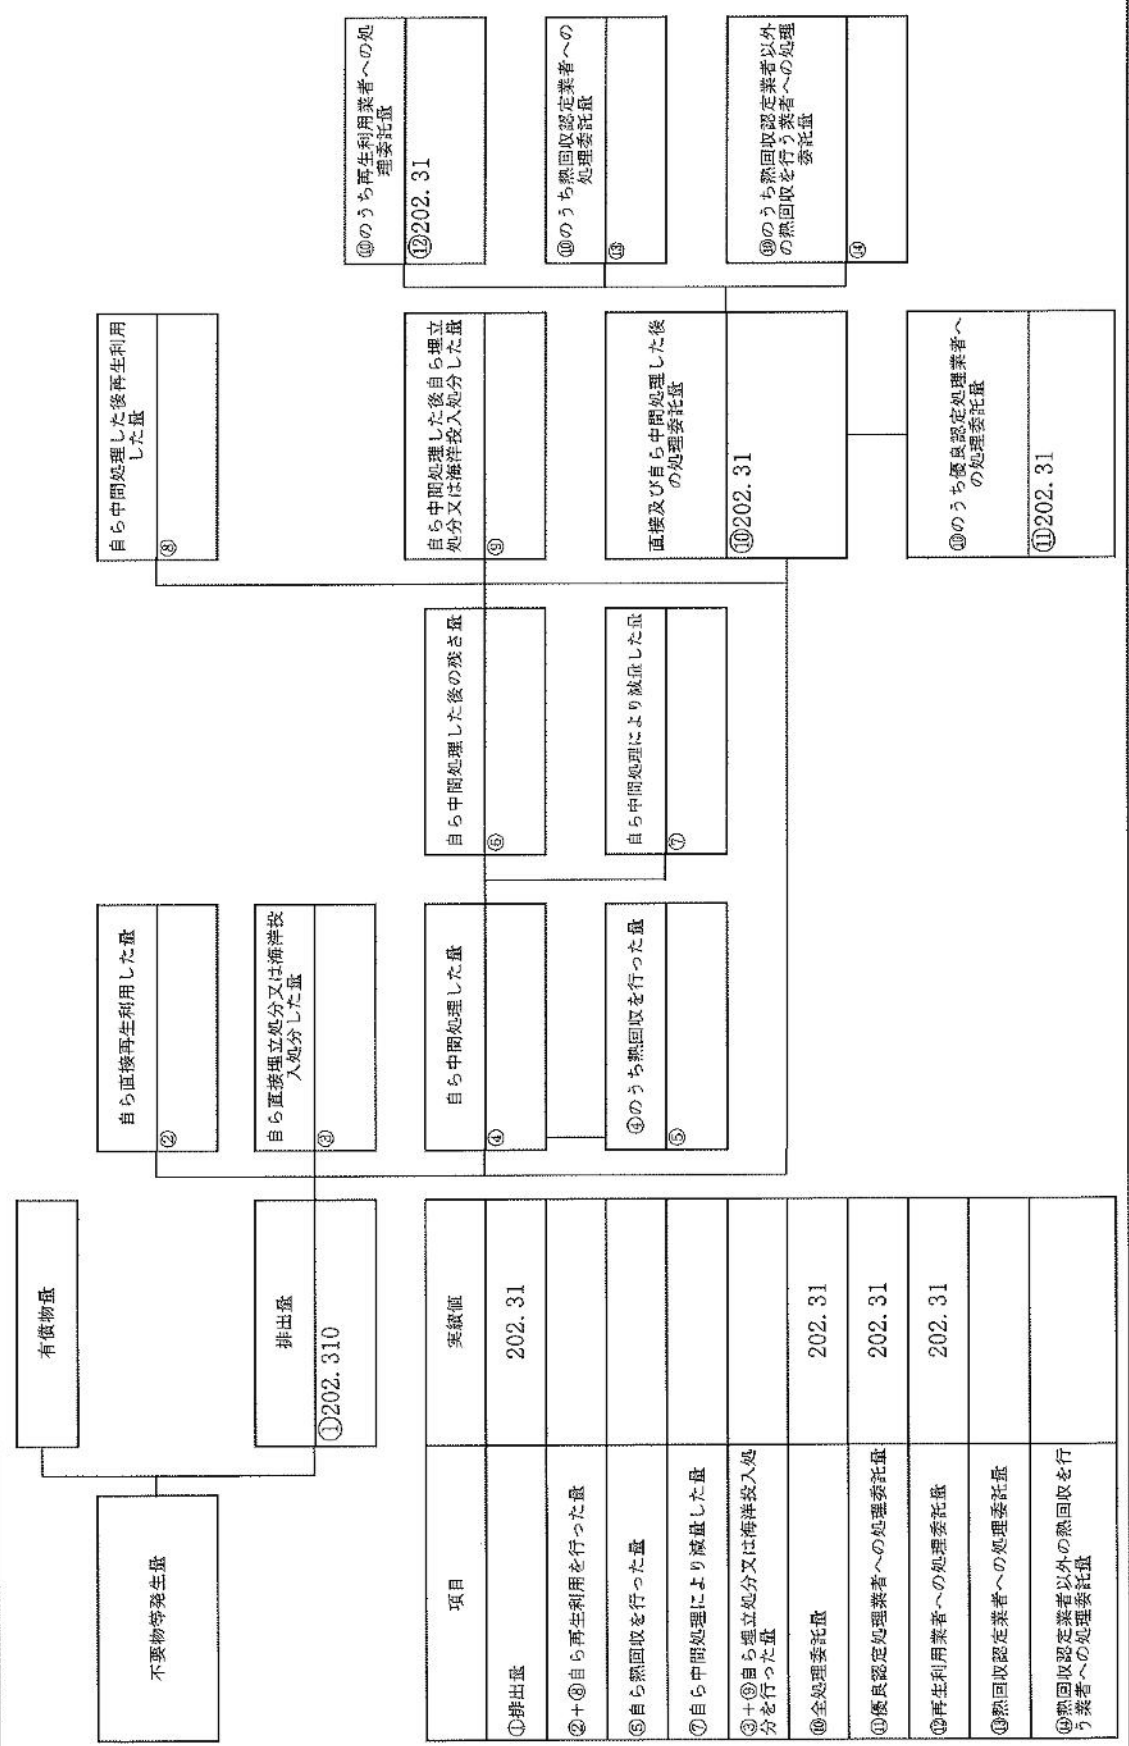 不要物等発生量
有償物量
排出量
①202.310
自ら直接再生利用した量
②
自ら直接埋立処分又は海洋投
入処分した量
③
自ら中間処理した量
④
④のうち熱回収を行った量
⑤
自ら中間処理した後の残さ量
⑥
自ら中間処理により減量した量
⑦
自ら中間処理した後再生利用
した量
⑧
自ら中間処理した後自ら埋立
処分又は海洋投入処分した量
⑨
直接及び自ら中間処理した後
の処理委託量
⑩202.31
⑩のうち優良認定処理業者へ
の処理委託量
⑪202.31
⑩のうち再生利用業者への処
理委託量
⑫202.31
⑩のうち熱回収認定業者への
処理委託量
⑬
⑩のうち熱回収認定業者以外
の熱回収を行う業者への処理
委託量
⑭
項目
実績値
①排出量
202.31
②+⑧自ら再生利用を行った量
⑤自ら熱回収を行った量
⑦自ら中間処理により減量した量
③+⑨自ら埋立処分又は海洋投入処
分を行った量
⑩全処理委託量
202.31
⑪優良認定処理業者への処理委託量
202.31
⑫再生利用業者への処理委託量
202.31
⑬熱回収認定業者への処理委託量
⑭熱回収認定業者以外の熱回収を行
う業者への処理委託量